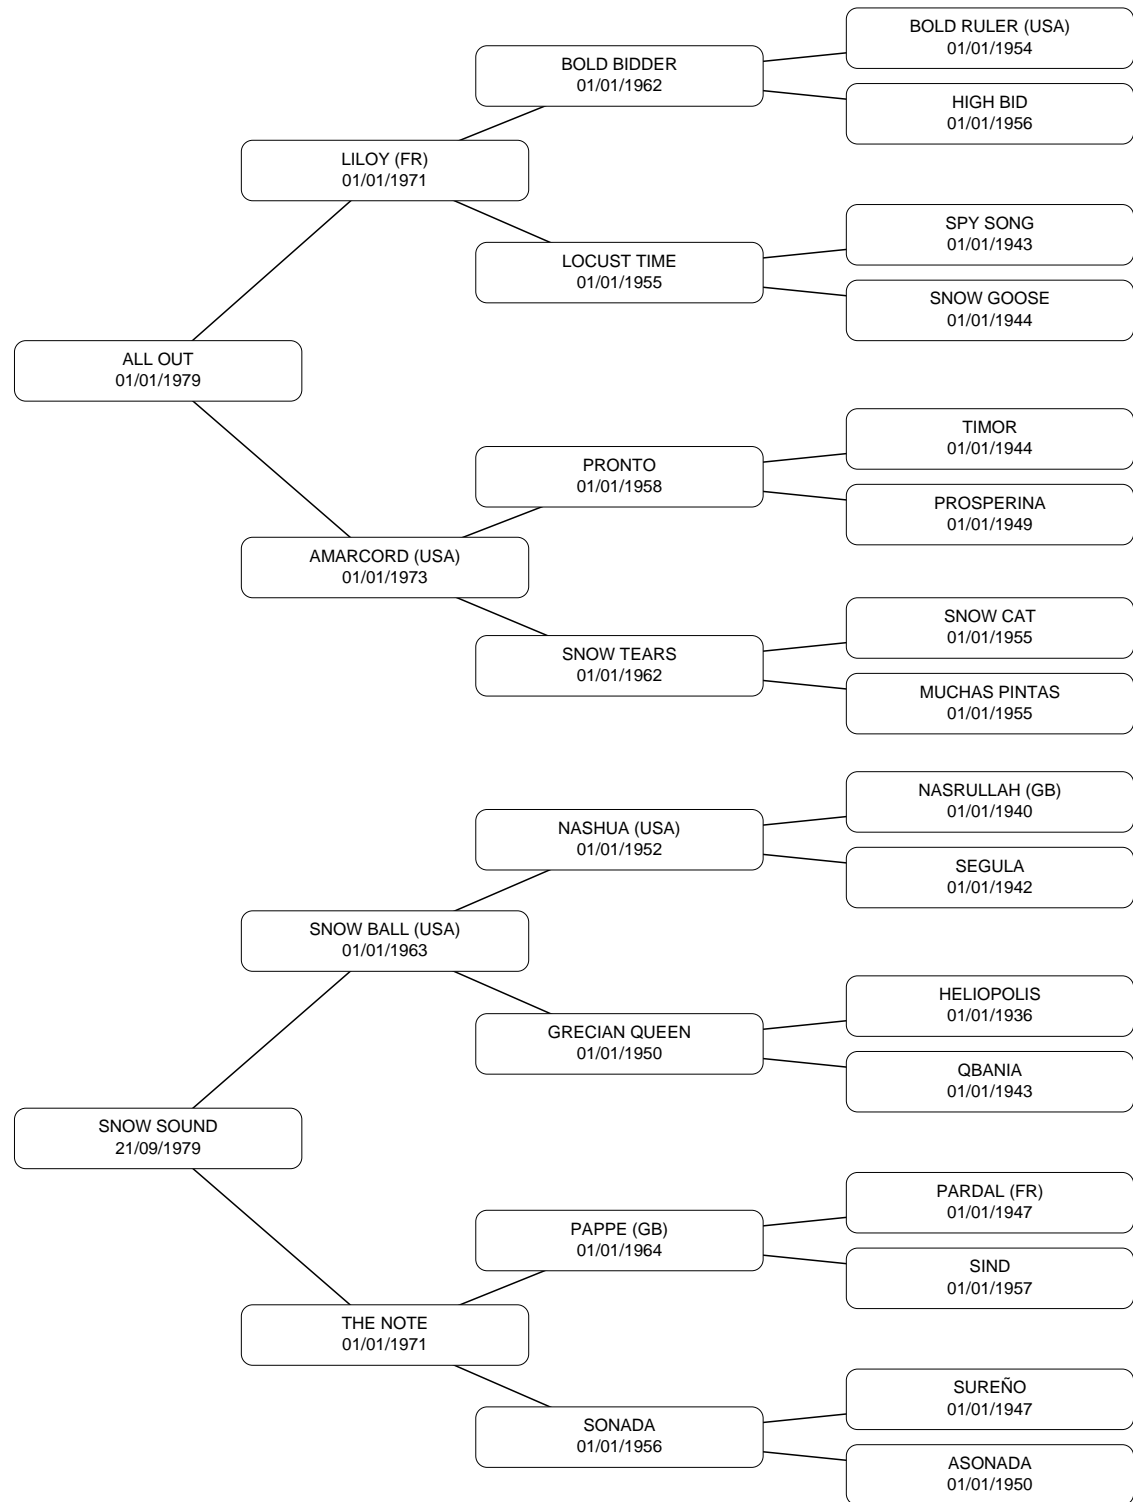 BOLD RULER (USA)
01/01/1954
BOLD BIDDER
01/01/1962
HIGH BID
01/01/1956
LILOY (FR)
01/01/1971
SPY SONG
01/01/1943
LOCUST TIME
01/01/1955
SNOW GOOSE
01/01/1944
ALL OUT
01/01/1979
TIMOR
01/01/1944
PRONTO
01/01/1958
PROSPERINA
01/01/1949
AMARCORD (USA)
01/01/1973
SNOW CAT
01/01/1955
SNOW TEARS
01/01/1962
MUCHAS PINTAS
01/01/1955
NASRULLAH (GB)
01/01/1940
NASHUA (USA)
01/01/1952
SEGULA
01/01/1942
SNOW BALL (USA)
01/01/1963
HELIOPOLIS
01/01/1936
GRECIAN QUEEN
01/01/1950
QBANIA
01/01/1943
SNOW SOUND
21/09/1979
PARDAL (FR)
01/01/1947
PAPPE (GB)
01/01/1964
SIND
01/01/1957
THE NOTE
01/01/1971
SUREÑO
01/01/1947
SONADA
01/01/1956
ASONADA
01/01/1950